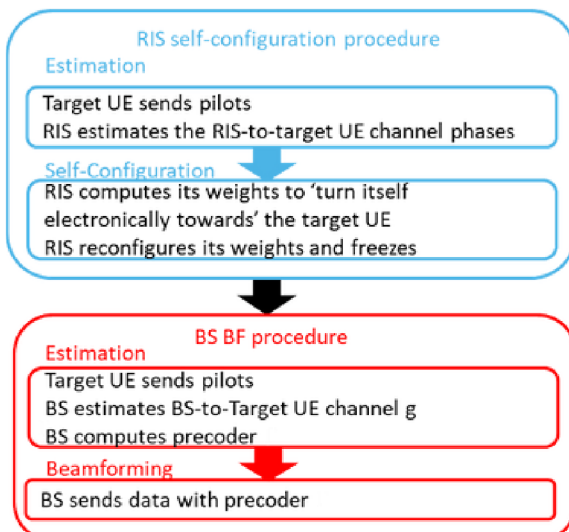 RIS self-configuration procedure
Estimation
Target UE sends pilots
RIS estimates the RIS-to-target UE channel phases
Self-Configuration
RIS computes its weights to ‘turn itself
electronically towards’ the target UE
RIS reconfigures its weights and freezes
BS BF procedure
Estimation
Target UE sends pilots
BS estimates BS-to-Target UE channel g
BS computes precoder
Beamforming
BS sends data with precoder